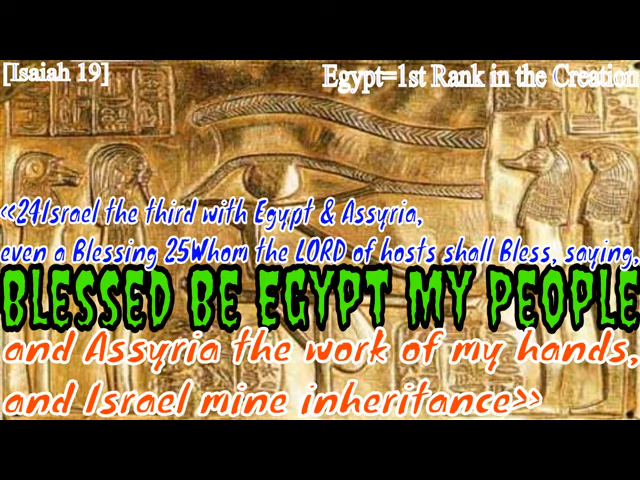 [Isaiah 19]
Egypt=1st Rank in the Creation
«24Israel the third with Egypt & Assyria,
even a Blessing 25Whom the LORD of hosts shall Bless, saying,
BLESSED BE EGYPT MY PEOPLE
and Assyria the work of my hands,
and Israel mine inheritance»